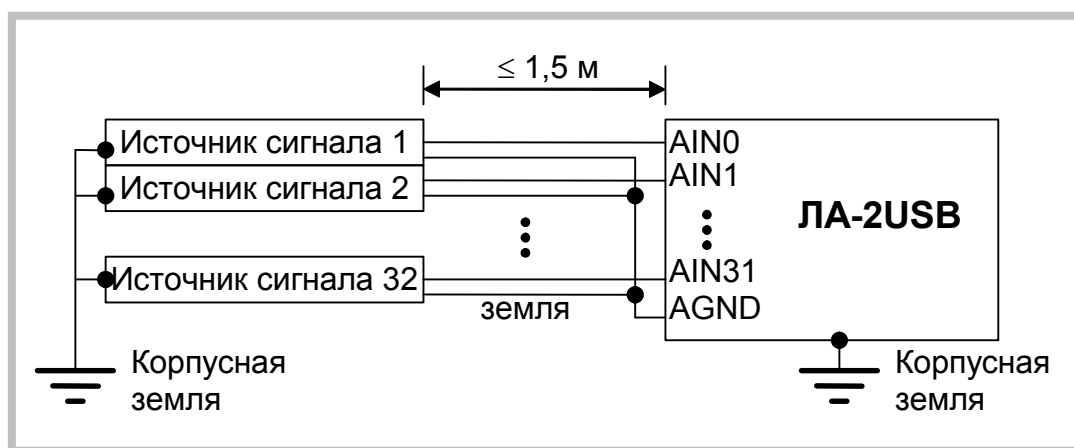 ≤ 1,5 м
Источник сигнала 1
AIN0
Источник сигнала 2
AIN1
ЛА-2USB
Источник сигнала 32
AIN31
земля
AGND
Корпусная
земля
Корпусная
земля